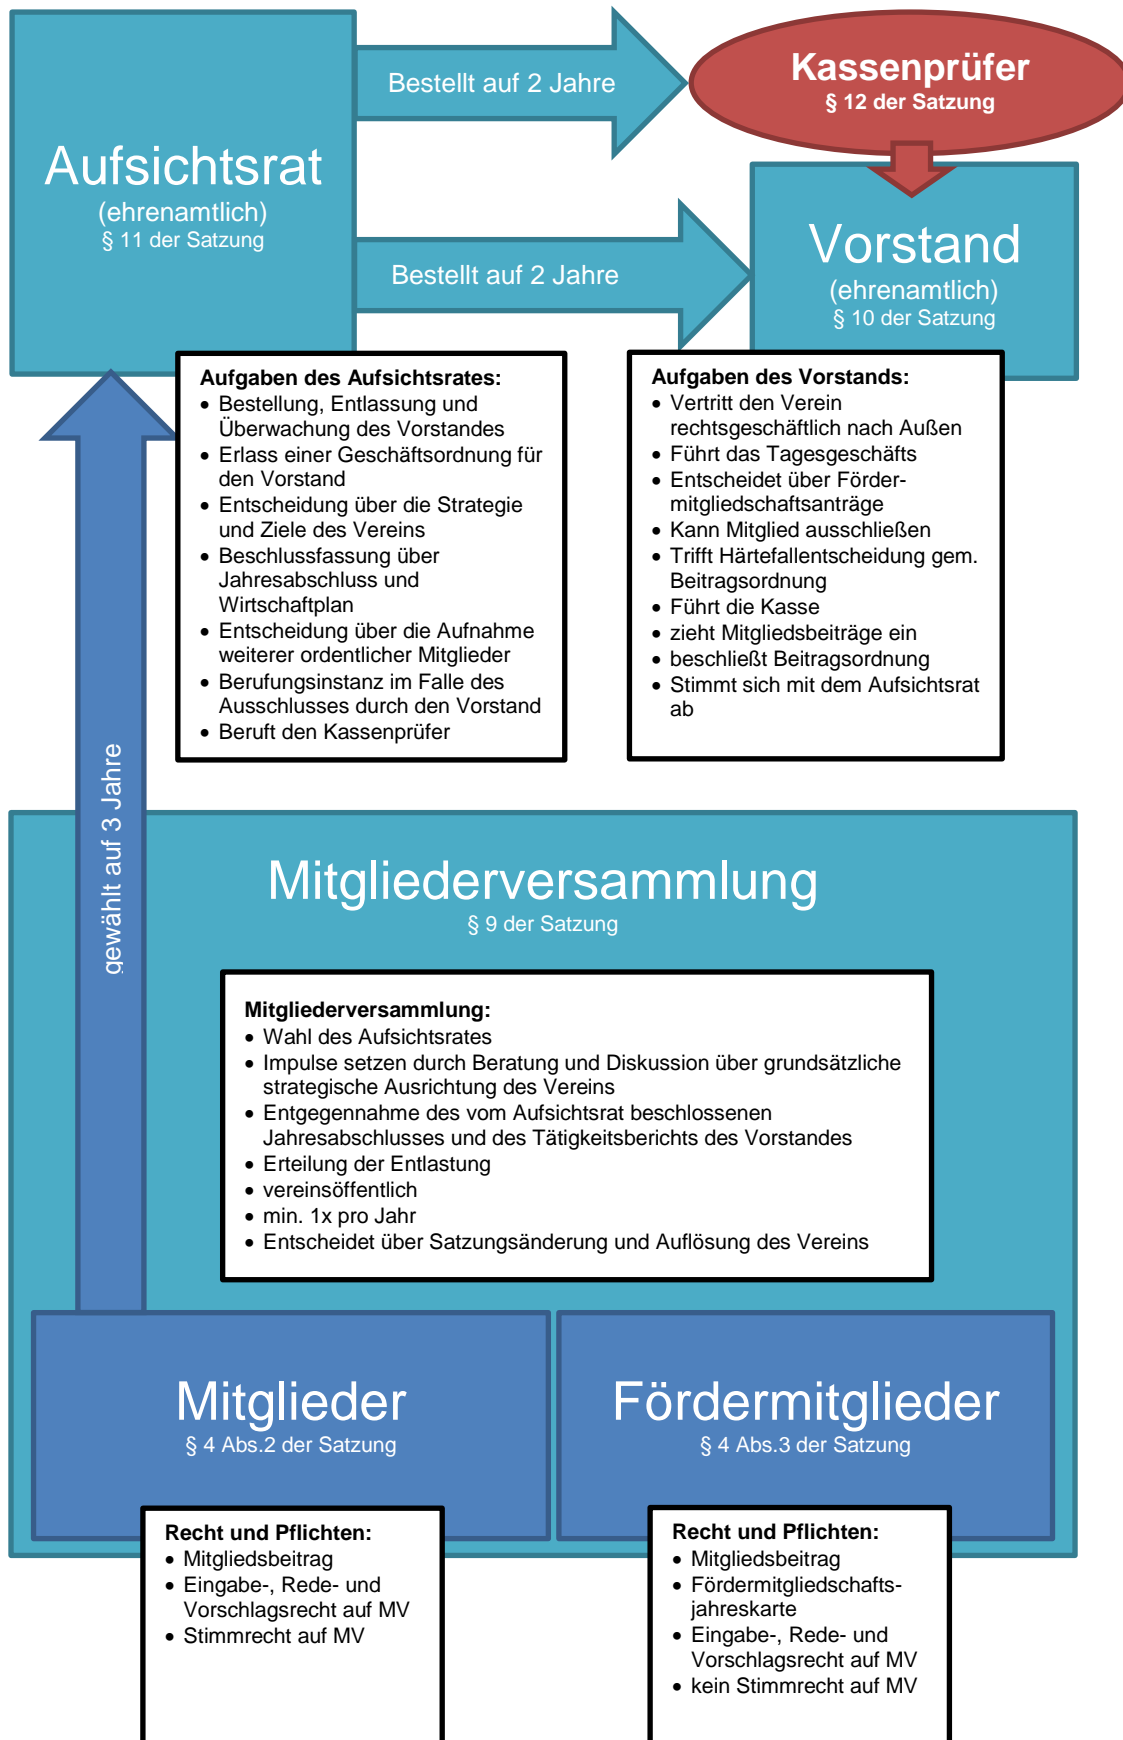 Aufsichtsrat
(ehrenamtlich)
§ 11 der Satzung
Bestellt auf 2 Jahre
Kassenprüfer
§ 12 der Satzung
Bestellt auf 2 Jahre
Vorstand
(ehrenamtlich)
§ 10 der Satzung
Aufgaben des Aufsichtsrates:
• Bestellung, Entlassung und
Überwachung des Vorstandes
• Erlass einer Geschäftsordnung für
den Vorstand
• Entscheidung über die Strategie
und Ziele des Vereins
• Beschlussfassung über
Jahresabschluss und
Wirtschaftplan
• Entscheidung über die Aufnahme
weiterer ordentlicher Mitglieder
• Berufungsinstanz im Falle des
Ausschlusses durch den Vorstand
• Beruft den Kassenprüfer
Aufgaben des Vorstands:
• Vertritt den Verein
rechtsgeschäftlich nach Außen
• Führt das Tagesgeschäfts
• Entscheidet über Förder-
mitgliedschaftsanträge
• Kann Mitglied ausschließen
• Trifft Härtefallentscheidung gem.
Beitragsordnung
• Führt die Kasse
• zieht Mitgliedsbeiträge ein
• beschließt Beitragsordnung
• Stimmt sich mit dem Aufsichtsrat
ab
gewählt auf 3 Jahre
Mitgliederversammlung
§ 9 der Satzung
Mitgliederversammlung:
• Wahl des Aufsichtsrates
• Impulse setzen durch Beratung und Diskussion über grundsätzliche
strategische Ausrichtung des Vereins
• Entgegennahme des vom Aufsichtsrat beschlossenen
Jahresabschlusses und des Tätigkeitsberichts des Vorstandes
• Erteilung der Entlastung
• vereinsöffentlich
• min. 1x pro Jahr
• Entscheidet über Satzungsänderung und Auflösung des Vereins
Mitglieder
§ 4 Abs.2 der Satzung
Fördermitglieder
§ 4 Abs.3 der Satzung
Recht und Pflichten:
• Mitgliedsbeitrag
• Eingabe-, Rede- und
Vorschlagsrecht auf MV
• Stimmrecht auf MV
Recht und Pflichten:
• Mitgliedsbeitrag
• Fördermitgliedschafts-
jahreskarte
• Eingabe-, Rede- und
Vorschlagsrecht auf MV
• kein Stimmrecht auf MV